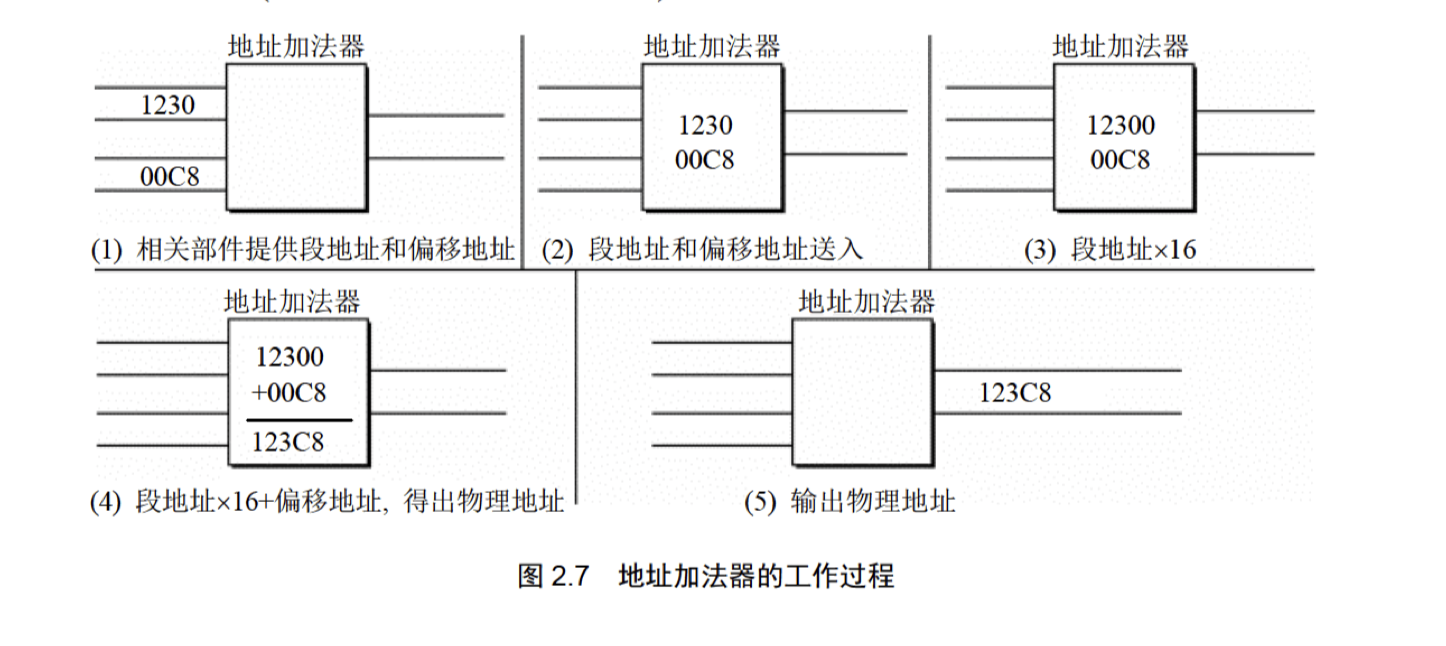 地址加法器
1230
00C8
(1) 相关部件提供段地址和偏移地址
地址加法器
1230
00C8
(2) 段地址和偏移地址送入
地址加法器
12300
00C8
(3) 段地址×16
地址加法器
12300
+00C8
123C8
(4) 段地址×16+偏移地址, 得出物理地址
地址加法器
123C8
(5) 输出物理地址
图 2.7 地址加法器的工作过程